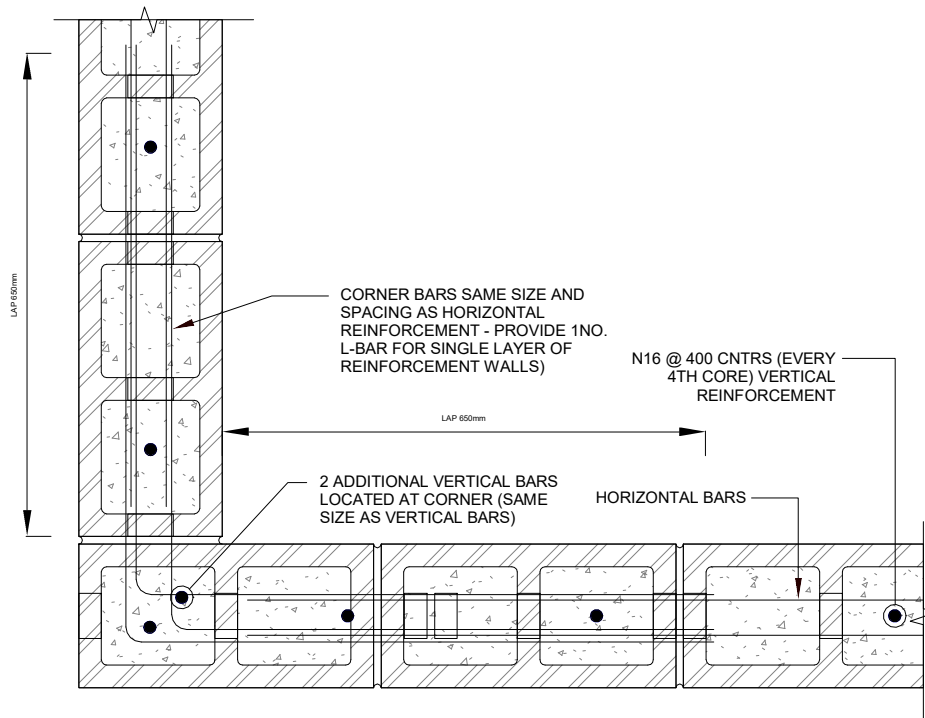 LAP 650mm
CORNER BARS SAME SIZE AND
SPACING AS HORIZONTAL
REINFORCEMENT - PROVIDE 1NO.
L-BAR FOR SINGLE LAYER OF
REINFORCEMENT WALLS)
N16 @ 400 CNTRS (EVERY
4TH CORE) VERTICAL
REINFORCEMENT
LAP 650mm
2 ADDITIONAL VERTICAL BARS
LOCATED AT CORNER (SAME
SIZE AS VERTICAL BARS)
HORIZONTAL BARS